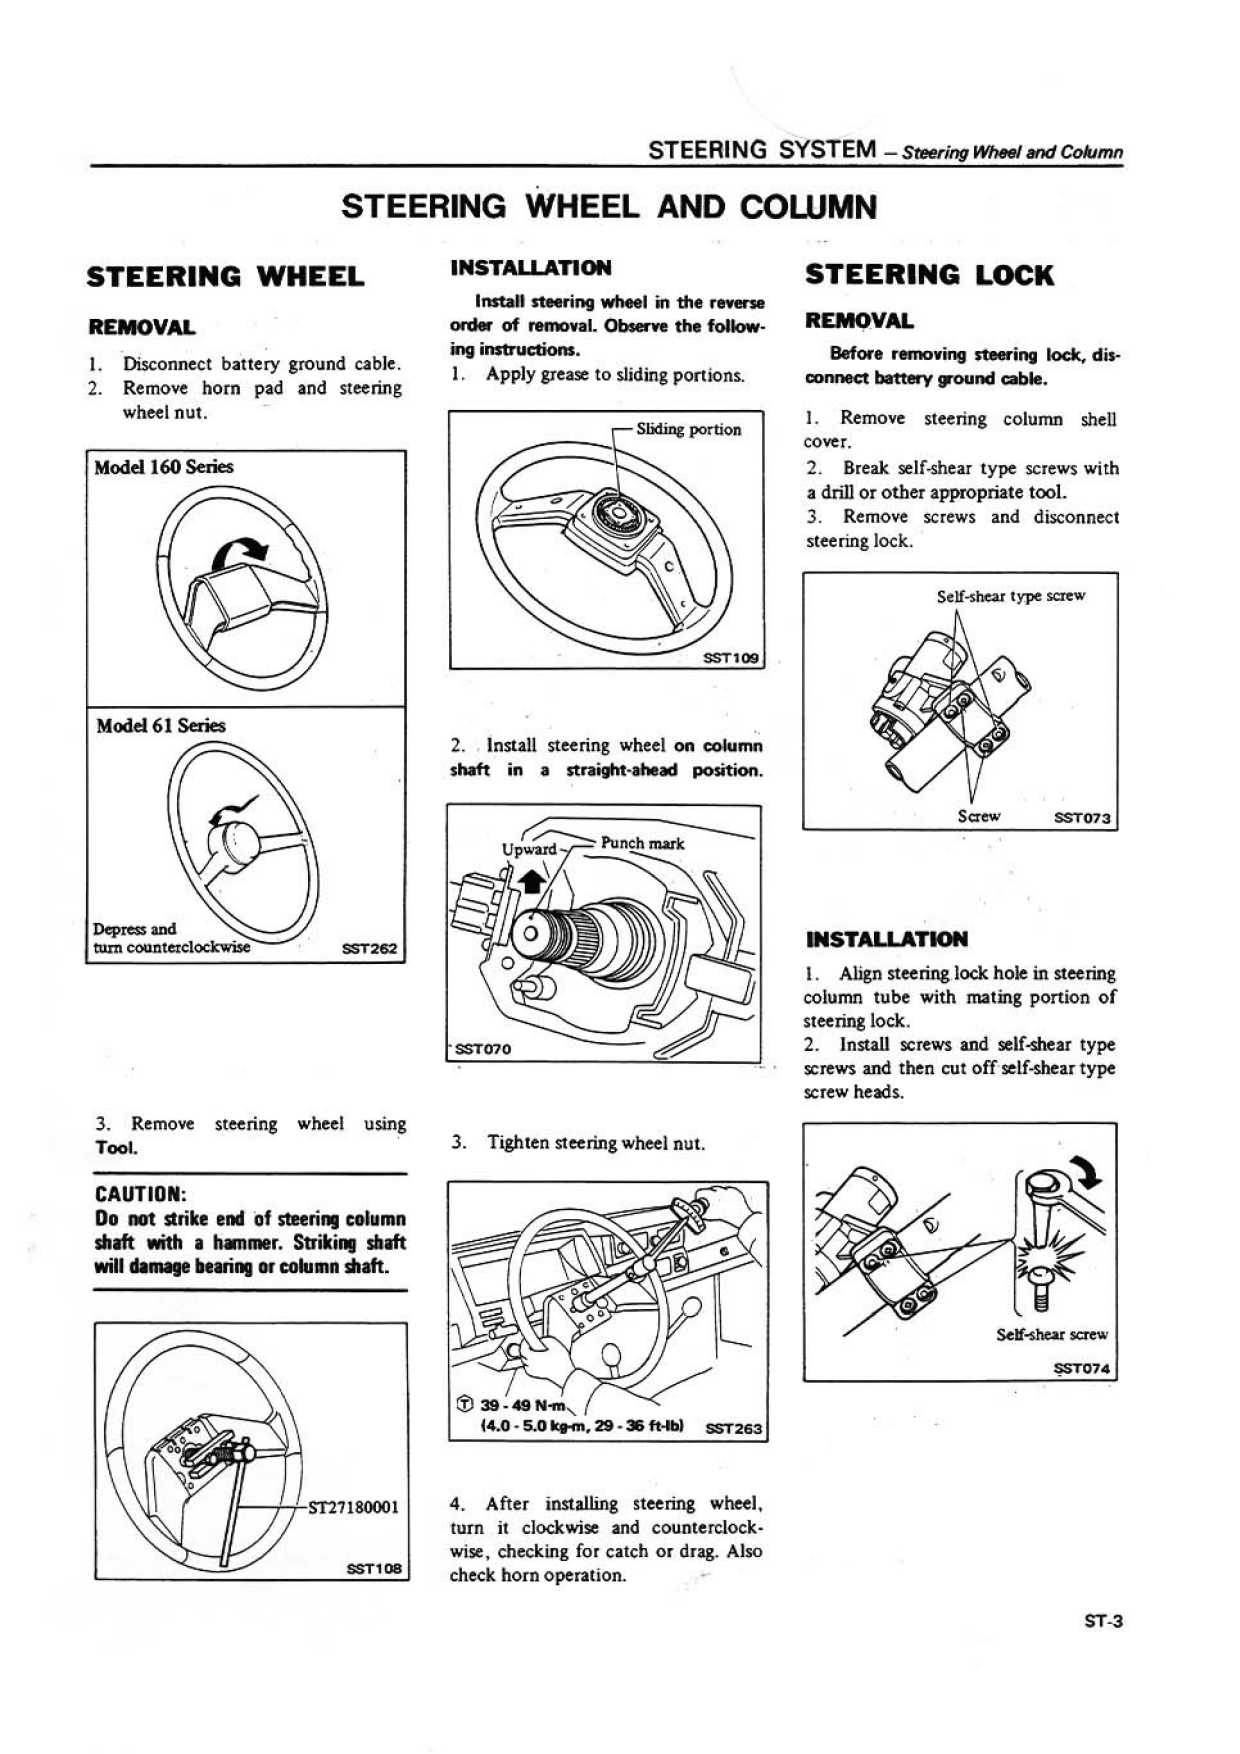 STEERING SYSTEM – Steering Wheel and Column
STEERING WHEEL AND COLUMN
STEERING WHEEL
REMOVAL
1. Disconnect battery ground cable.
2. Remove horn pad and steering
wheel nut.
Model 160 Series
Model 61 Series
Depress and
turn counterclockwise
SST262
3. Remove steering wheel using
Tool.
CAUTION:
Do not strike end of steering column
shaft with a hammer. Striking shaft
will damage bearing or column shaft.
ST27180001
SST108
INSTALLATION
Install steering wheel in the reverse
order of removal. Observe the follow-
ing instructions.
1. Apply grease to sliding portions.
Sliding portion
SST109
2. Install steering wheel on column
shaft in a straight-ahead position.
Upward
Punch mark
SST070
3. Tighten steering wheel nut.
Ⓣ 39 - 49 N·m
(4.0 - 5.0 kg-m, 29 - 36 ft-lb)
SST263
4. After installing steering wheel,
turn it clockwise and counterclock-
wise, checking for catch or drag. Also
check horn operation.
STEERING LOCK
REMOVAL
Before removing steering lock, dis-
connect battery ground cable.
1. Remove steering column shell
cover.
2. Break self-shear type screws with
a drill or other appropriate tool.
3. Remove screws and disconnect
steering lock.
Self-shear type screw
Screw
SST073
INSTALLATION
1. Align steering lock hole in steering
column tube with mating portion of
steering lock.
2. Install screws and self-shear type
screws and then cut off self-shear type
screw heads.
Self-shear screw
SST074
ST-3